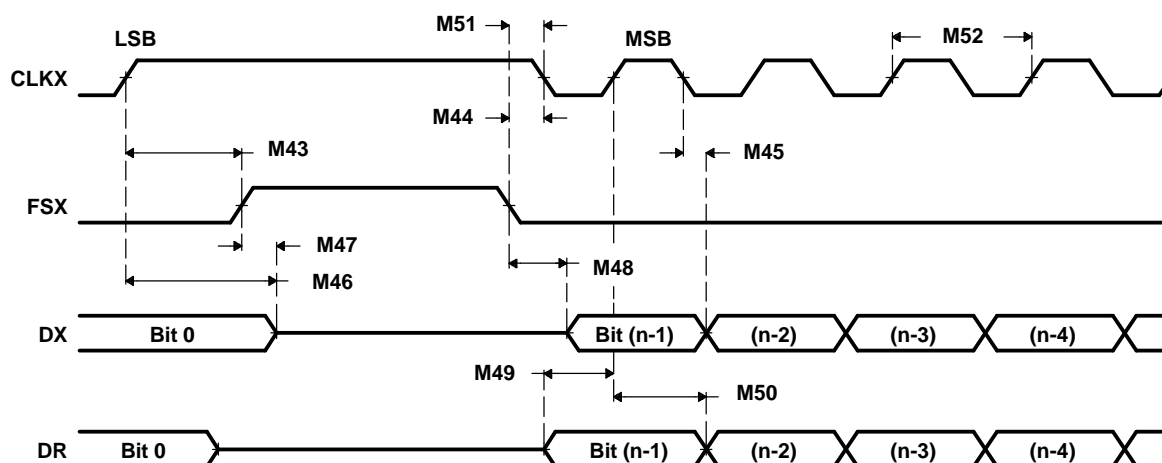 M51
LSB MSB M52
CLKX
M44
M43 M45
FSX
M47
M48
M46
DX Bit 0 Bit (n-1) (n-2) (n-3) (n-4)
M49
M50
DR Bit 0 Bit (n-1) (n-2) (n-3) (n-4)